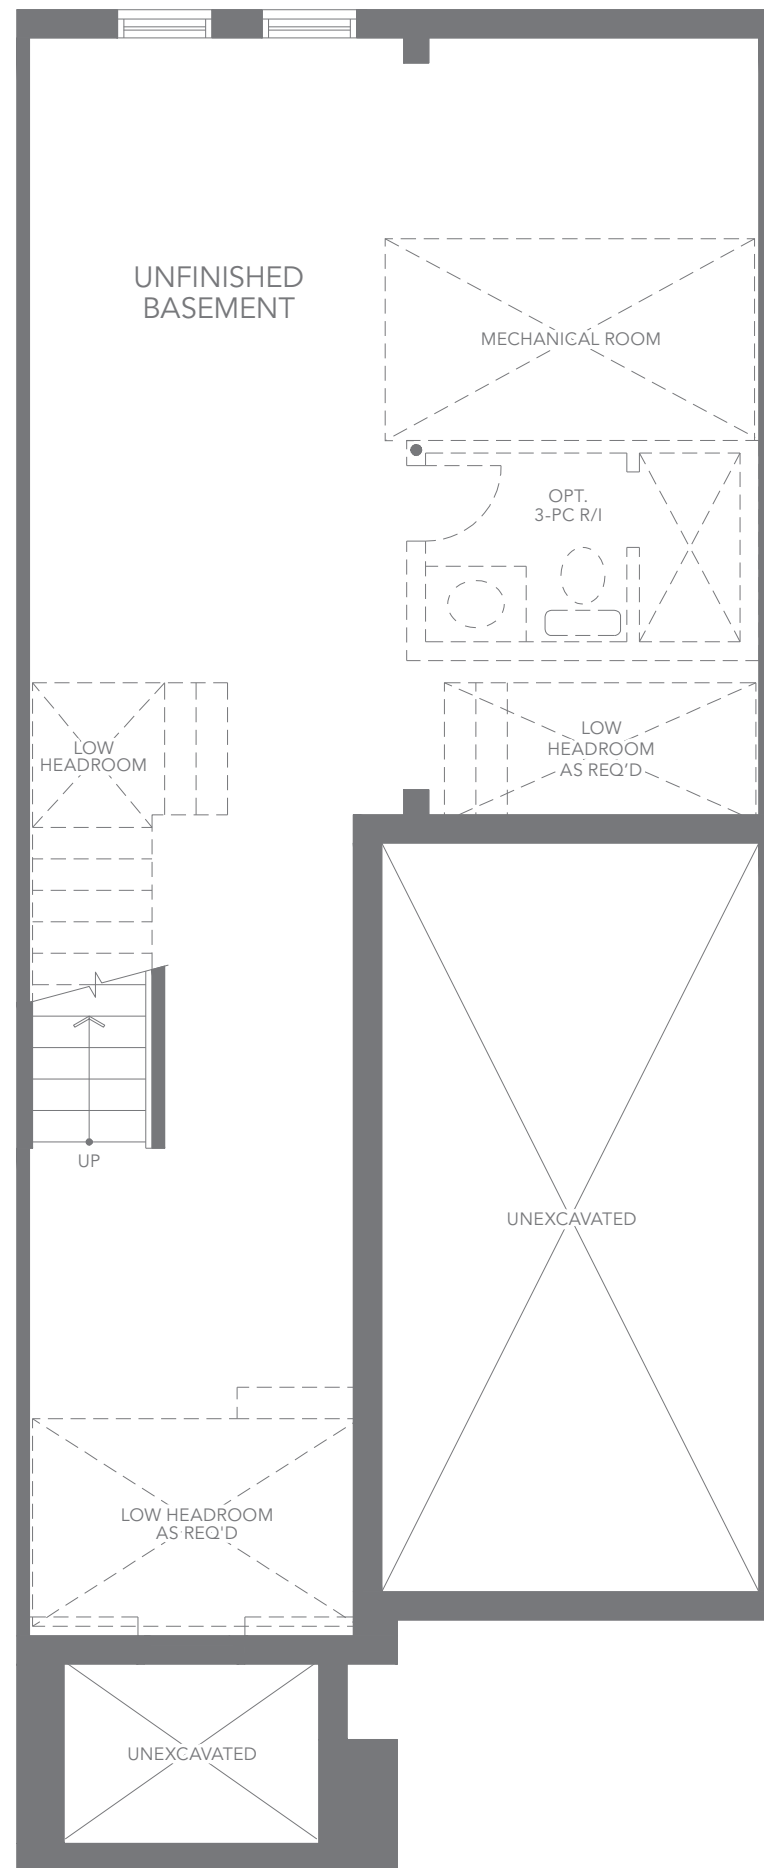 UNFINISHED
BASEMENT
MECHANICAL ROOM
OPT.
3-PC R/I
LOW
HEADROOM
LOW
HEADROOM
AS REQ'D
UP
UNEXCAVATED
LOW HEADROOM
AS REQ'D
UNEXCAVATED